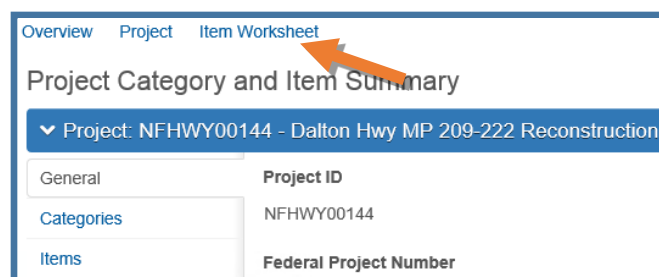 Overview Project Item Worksheet
Project Category and Item Summary
Project: NFHWY00144 - Dalton Hwy MP 209-222 Reconstruction
General
Project ID
NFHWY00144
Categories
Items
Federal Project Number